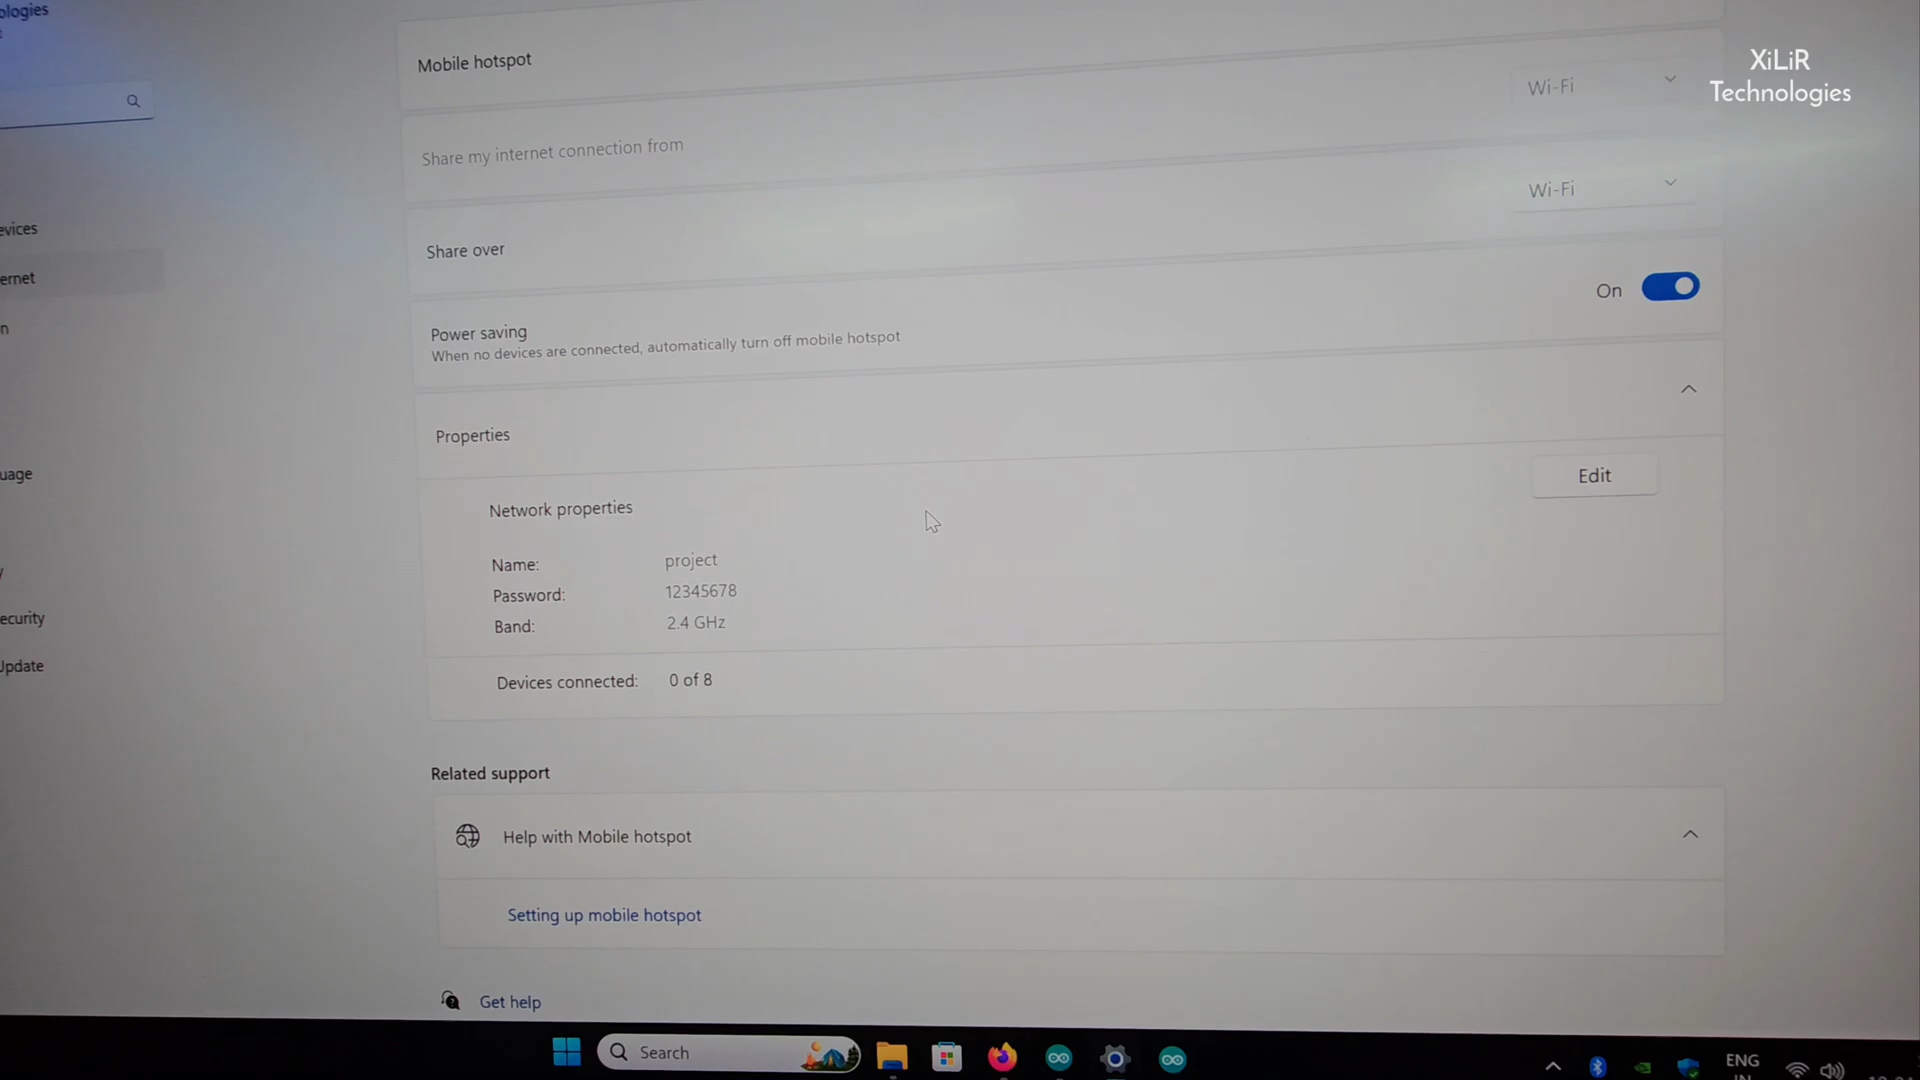 ologies
XiLiR
Technologies
Mobile hotspot
Wi-Fi
Share my internet connection from
Wi-Fi
evices
Share over
ernet
On
n
Power saving
When no devices are connected, automatically turn off mobile hotspot
Properties
uage
Edit
Network properties
Name: project
Password: 12345678
Band: 2.4 GHz
ecurity
Update
Devices connected: 0 of 8
Related support
Help with Mobile hotspot
Setting up mobile hotspot
Get help
Search
ENG
IN